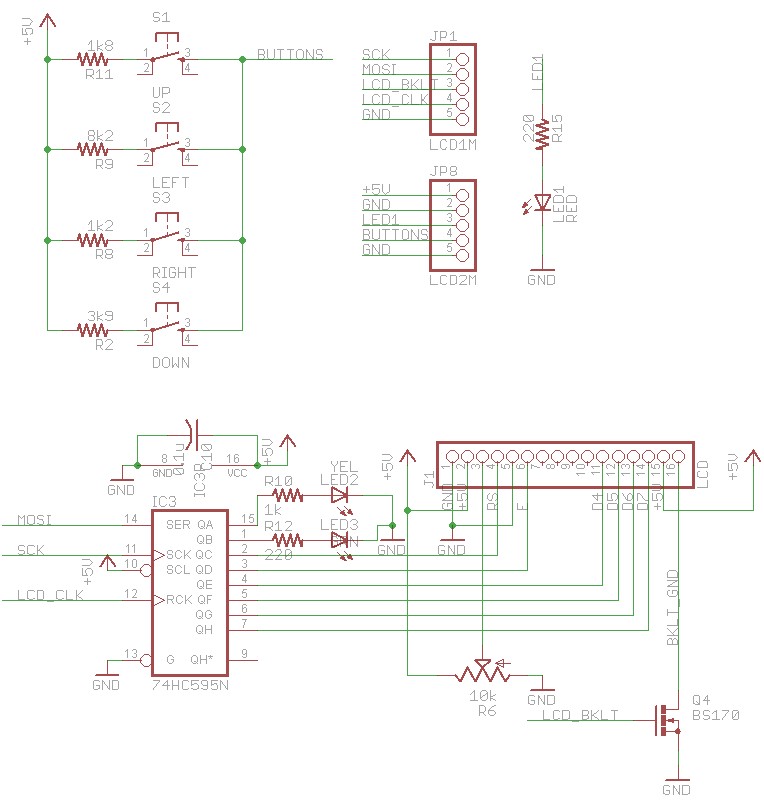 +5V
S1
1k8
R11
1 3
2 4
BUTTONS
UP
S2
8k2
R9
1 3
2 4
LEFT
S3
1k2
R8
1 3
2 4
RIGHT
S4
3k9
R2
1 3
2 4
DOWN
JP1
SCK 1
MOSI 2
LCD_BKLT 3
LCD_CLK 4
GND 5
LCD1M
JP8
+5V 1
GND 2
LED1 3
BUTTONS 4
GND 5
LCD2M
LED1
220
R15
LED1
RED
GND
0.1u
C10
8
GND
IC3P
16
VCC
+5V
GND
IC3
MOSI 14 SER QA 15
QB 1
SCK 11 SCK QC 2
+5V 10 SCL QD 3
QE 4
LCD_CLK 12 RCK QF 5
QG 6
QH 7
13 G QH* 9
GND
74HC595N
R10
1k
YEL
LED2
R12
220
LED3
GND
+5V
J1
1 2 3 4 5 6 7 8 9 10 11 12 13 14 15 16
LCD
GND
+5V
RS
E
D4
D5
D6
D7
+5V
+5V
GND
BKLT_GND
10k
R6
GND
LCD_BKLT
Q4
BS170
GND